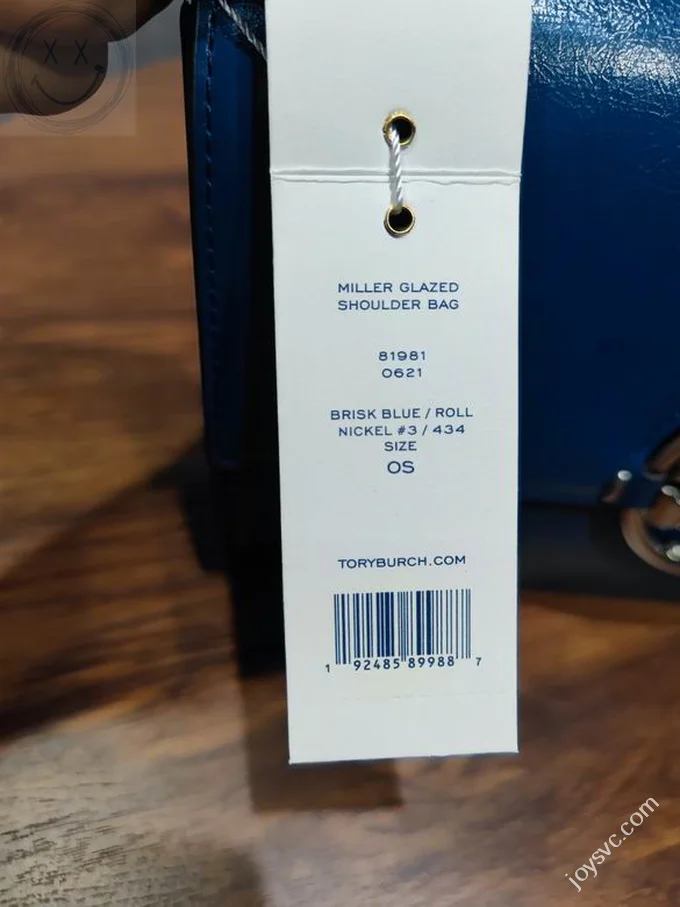 MILLER GLAZED
SHOULDER BAG
81981
0621
BRISK BLUE / ROLL
NICKEL #3 / 434
SIZE
OS
TORYBURCH.COM
1 92485 89988 7
joysvc.com